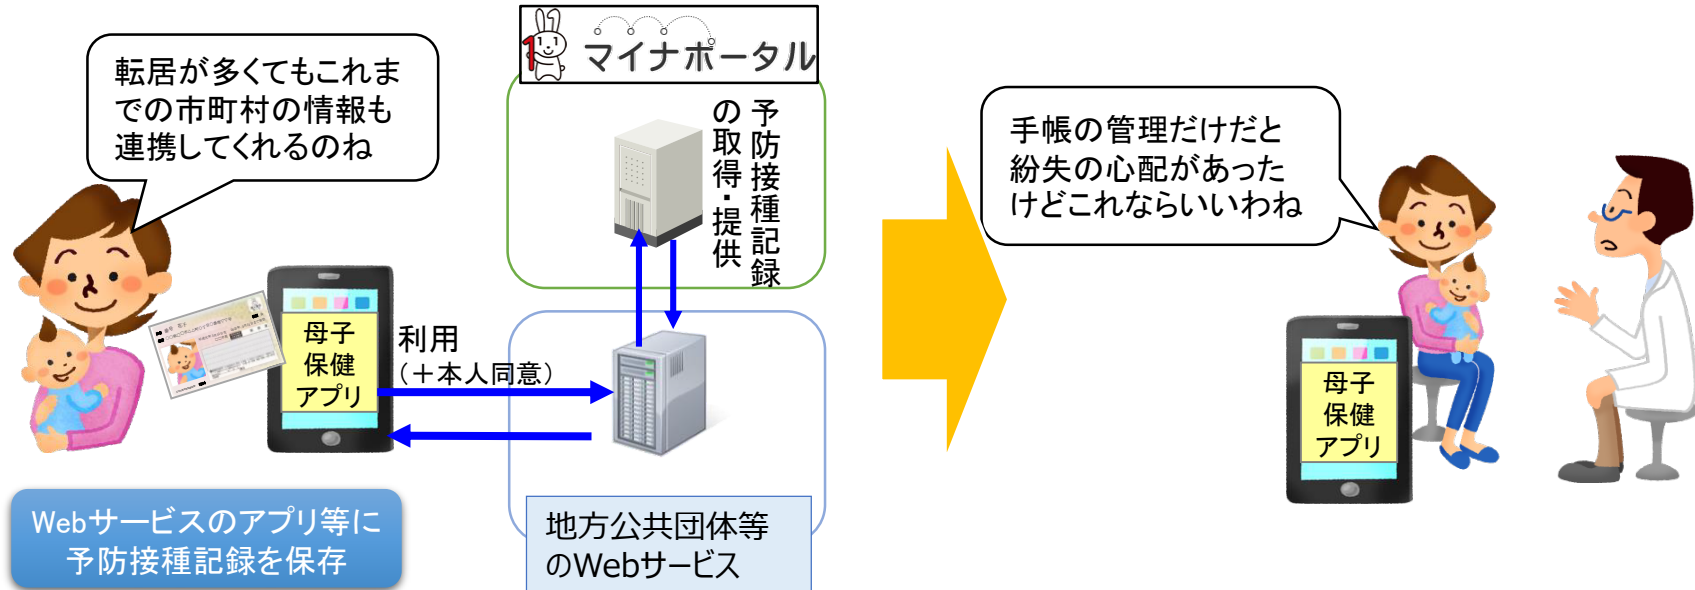 マイナポータル
転居が多くてもこれま
での市町村の情報も
連携してくれるのね
予防接種記録
の取得・提供
母子
保健
アプリ
利用
(＋本人同意)
地方公共団体等
のWebサービス
Webサービスのアプリ等に
予防接種記録を保存
手帳の管理だけだと
紛失の心配があった
けどこれならいいわね
母子
保健
アプリ